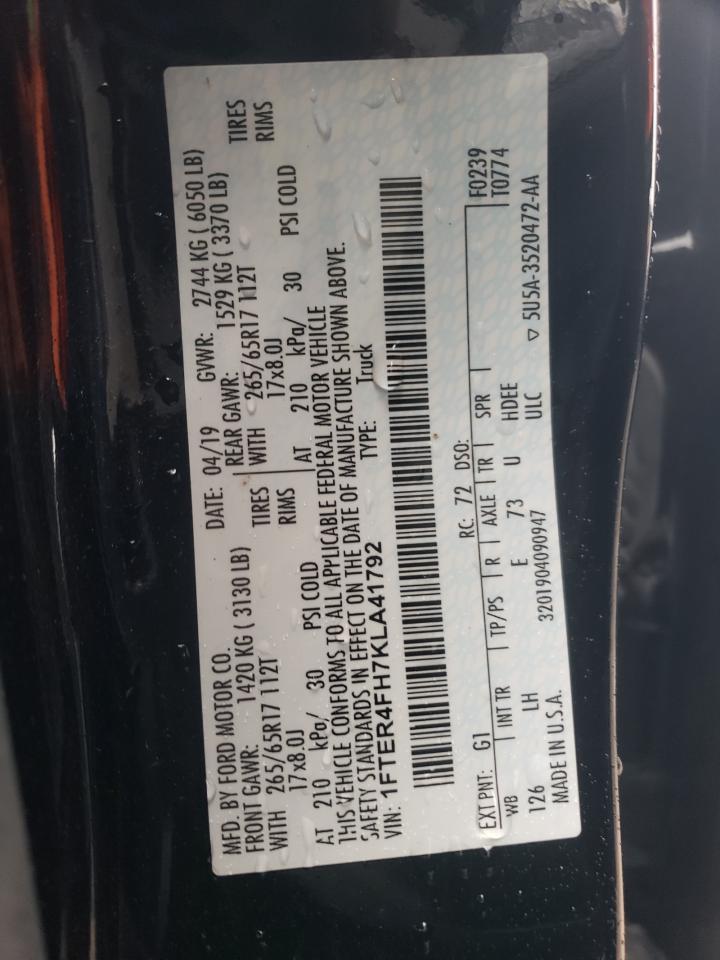 MFD. BY FORD MOTOR CO.
DATE: 04/19 GVWR: 2744 KG ( 6050 LB)
FRONT GAWR: 1420 KG ( 3130 LB) REAR GAWR: 1529 KG ( 3370 LB)
WITH 265/65R17 112T TIRES WITH 265/65R17 112T TIRES
17x8.0J RIMS 17x8.0J RIMS
AT 210 kPa/ 30 PSI COLD AT 210 kPa/ 30 PSI COLD
THIS VEHICLE CONFORMS TO ALL APPLICABLE FEDERAL MOTOR VEHICLE
SAFETY STANDARDS IN EFFECT ON THE DATE OF MANUFACTURE SHOWN ABOVE.
VIN: 1FTER4FH7KLA41792 TYPE: Truck
EXT PNT: G1 RC: 72 DSO: F0239
T0774
WB INT TR TP/PS R AXLE TR SPR
126 LH E 73 U HDEE
ULC
MADE IN U.S.A. 3201904090947 ▽ 5U5A-3520472-AA